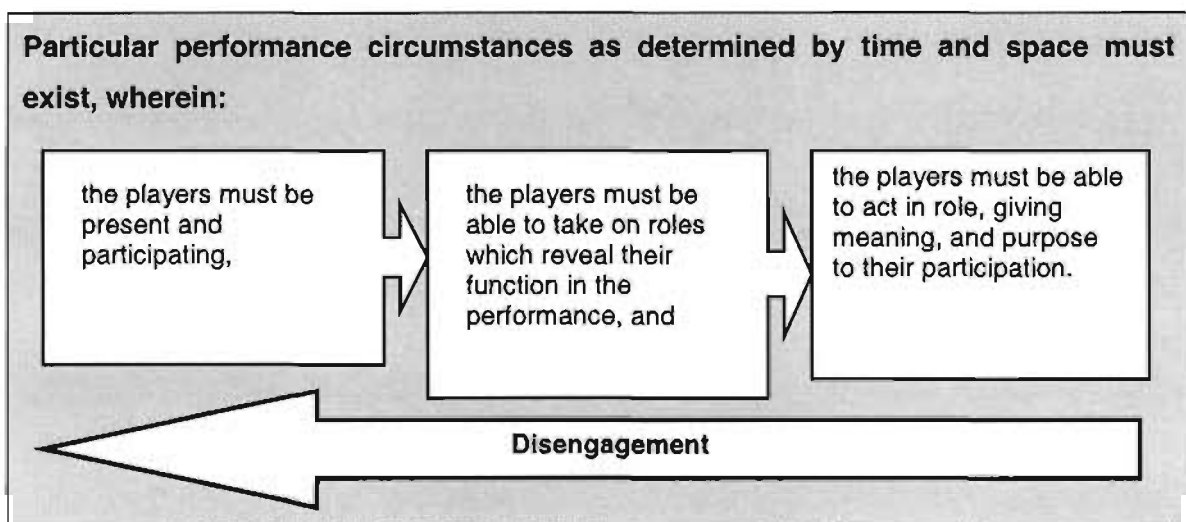 Particular performance circumstances as determined by time and space must
exist, wherein:
the players must be
present and
participating,
the players must be
able to take on roles
which reveal their
function in the
performance, and
the players must be able
to act in role, giving
meaning, and purpose
to their participation.
Disengagement